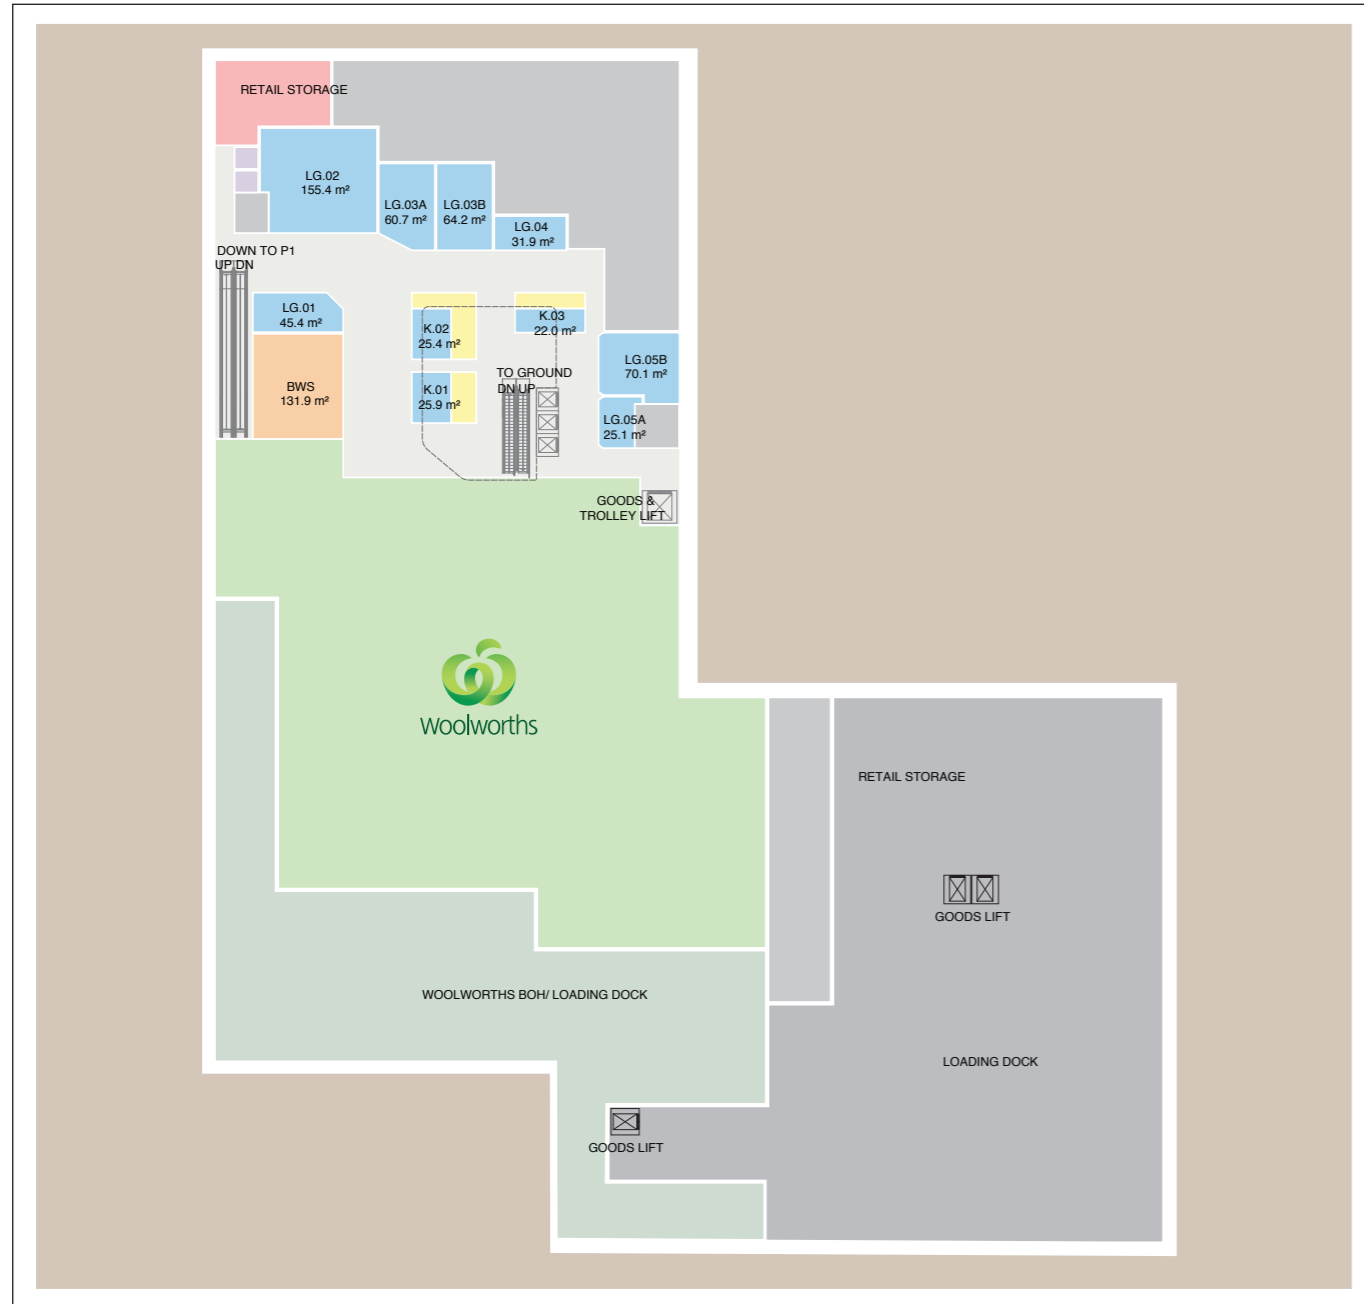 RETAIL STORAGE
LG.02
155.4 m²
LG.03A
60.7 m²
LG.03B
64.2 m²
LG.04
31.9 m²
DOWN TO P1
UP DN
LG.01
45.4 m²
K.02
25.4 m²
K.03
22.0 m²
BWS
131.9 m²
K.01
25.9 m²
TO GROUND
DN UP
LG.05B
70.1 m²
LG.05A
25.1 m²
GOODS &
TROLLEY LIFT
Woolworths
RETAIL STORAGE
GOODS LIFT
WOOLWORTHS BOH/ LOADING DOCK
LOADING DOCK
GOODS LIFT